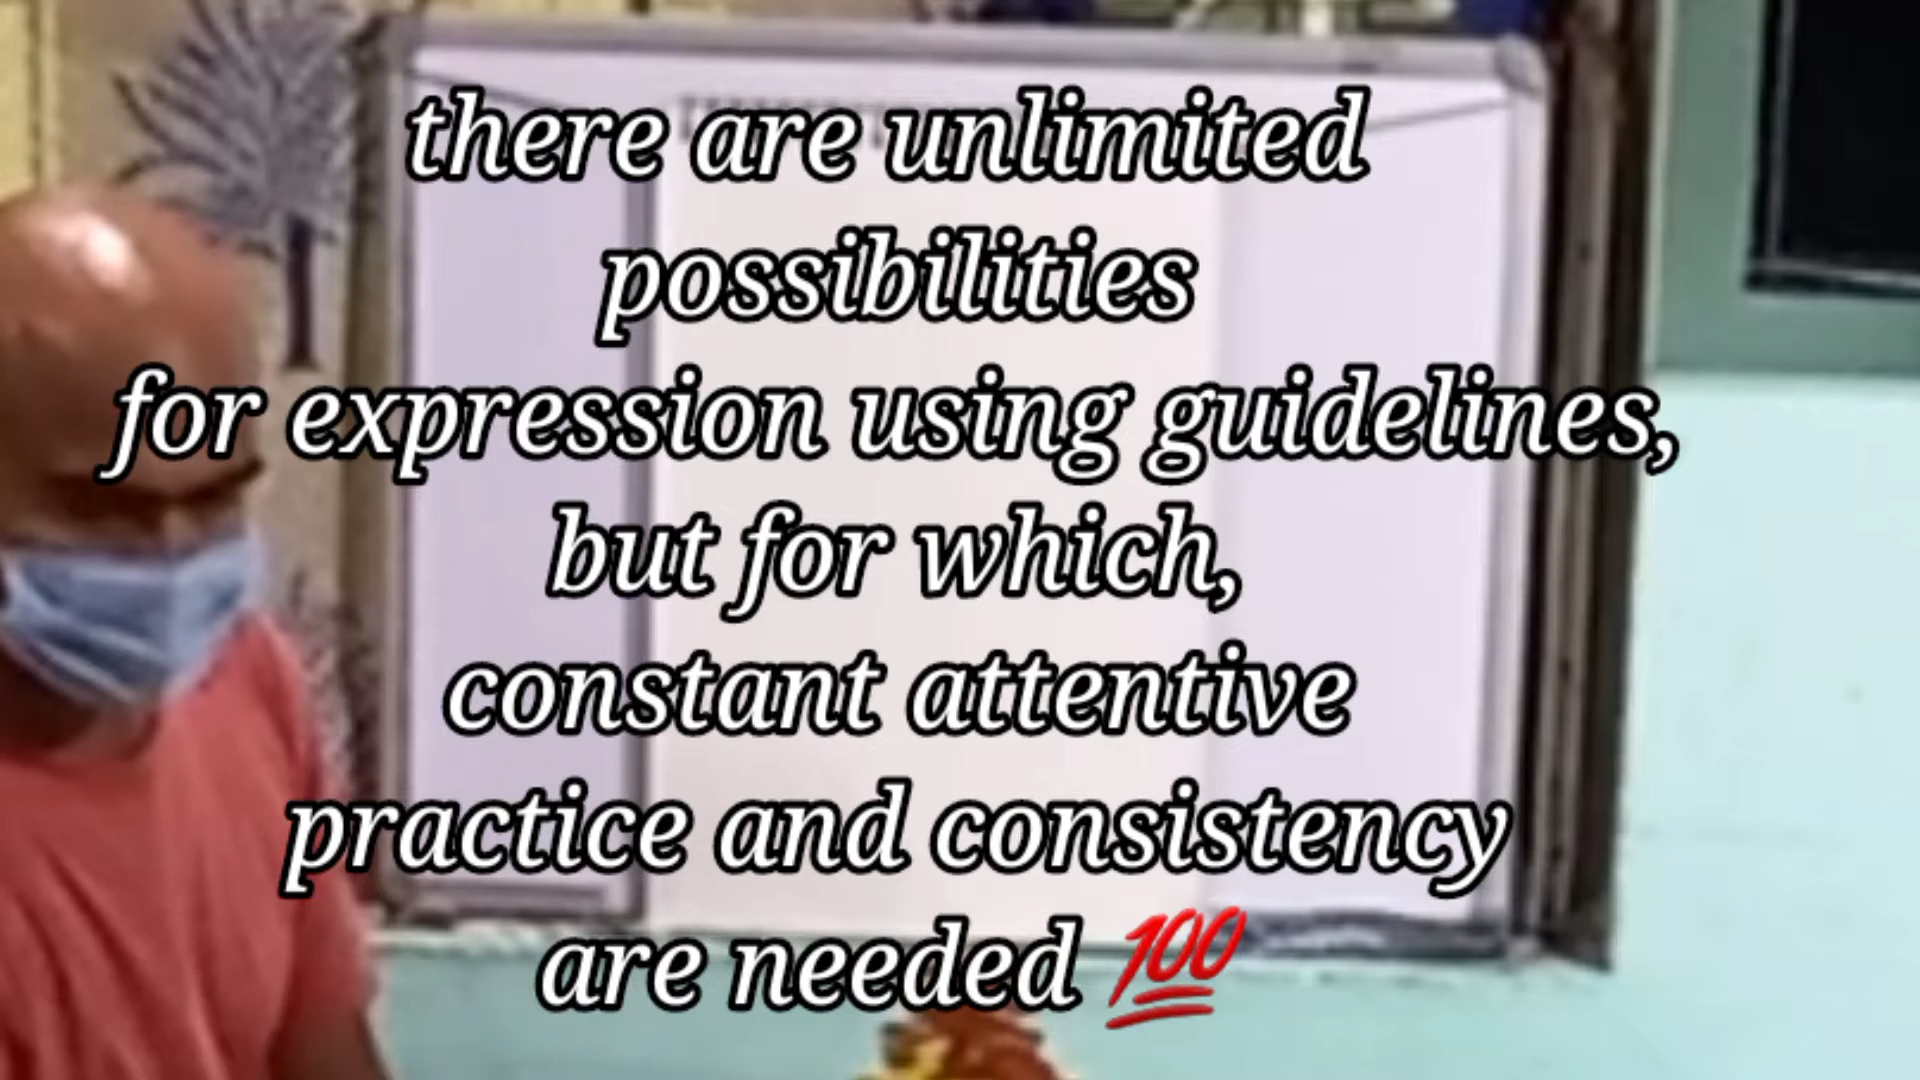 there are unlimited
possibilities
for expression using guidelines,
but for which,
constant attentive
practice and consistency
are needed 💯